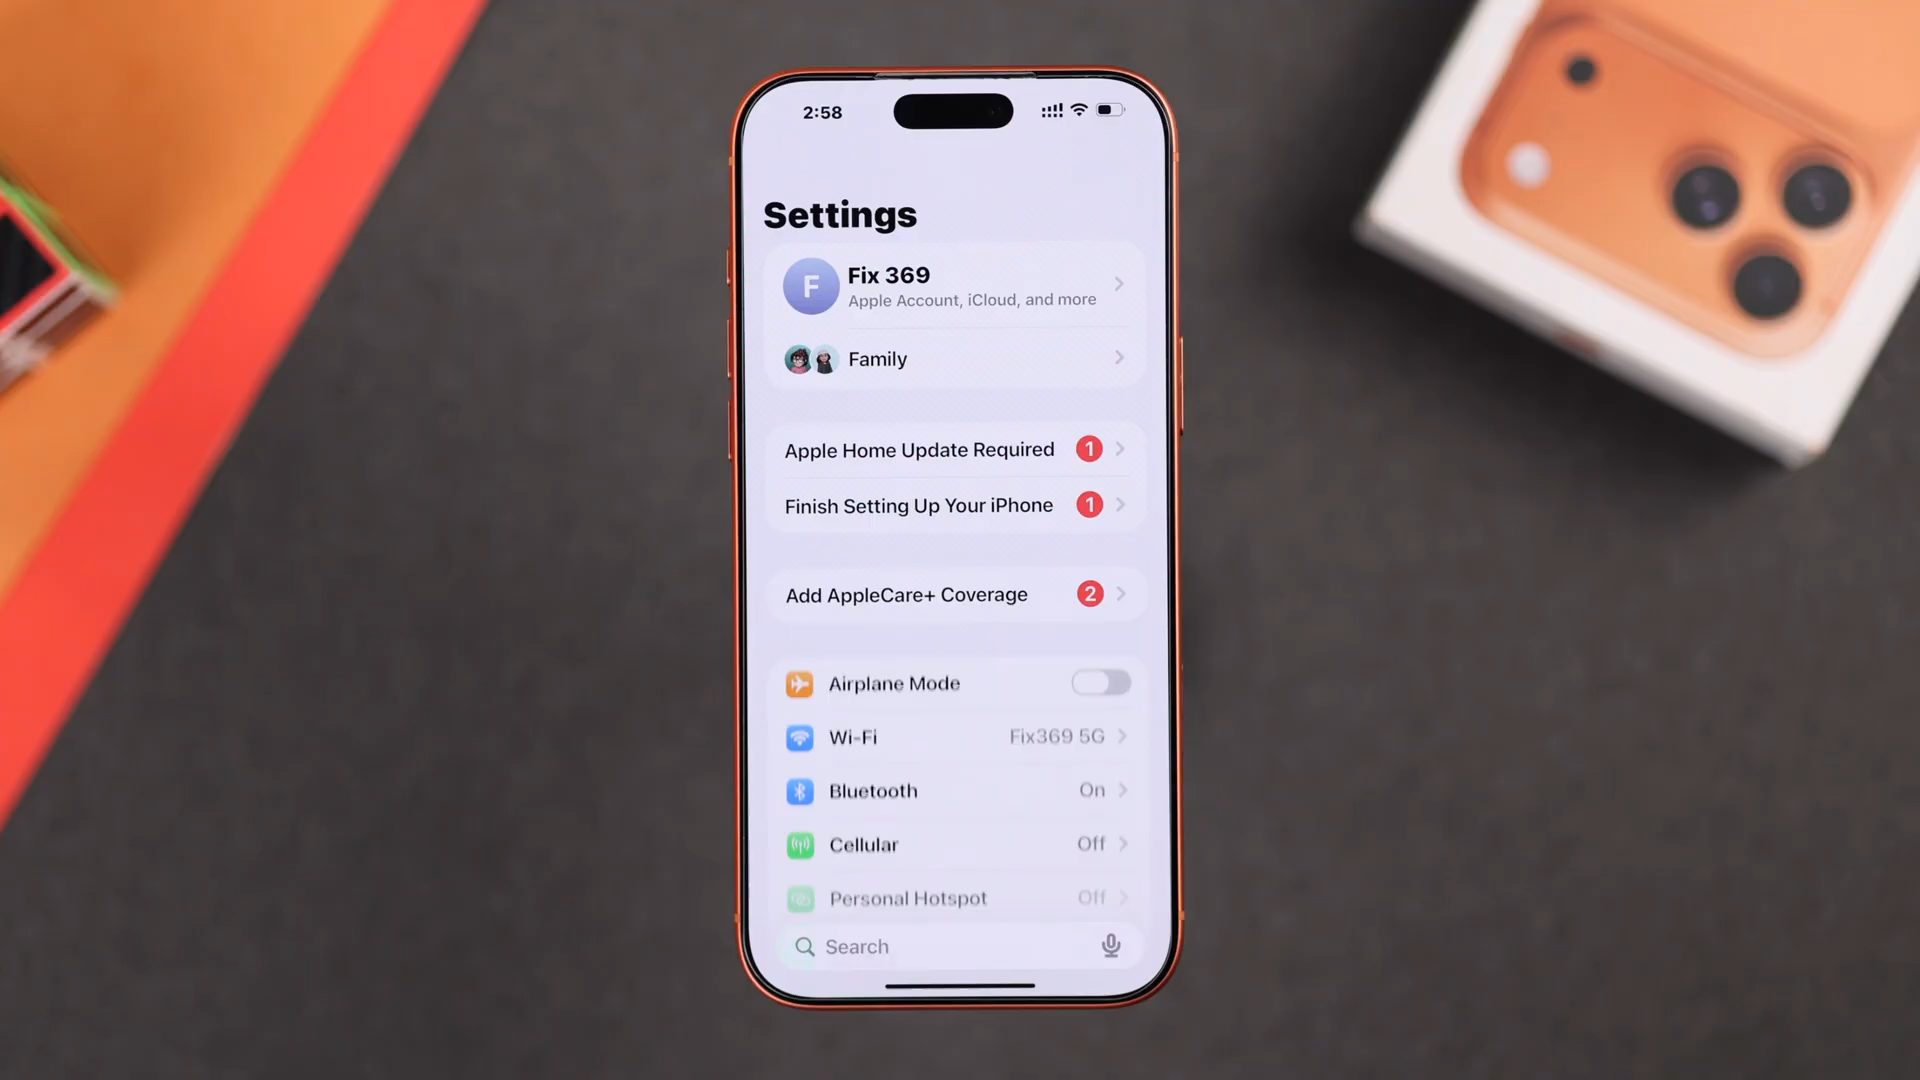 2:58
Settings
F
Fix 369
Apple Account, iCloud, and more
Family
Apple Home Update Required 1
Finish Setting Up Your iPhone 1
Add AppleCare+ Coverage 2
Airplane Mode
Wi-Fi Fix369 5G
Bluetooth On
Cellular Off
Personal Hotspot Off
Search